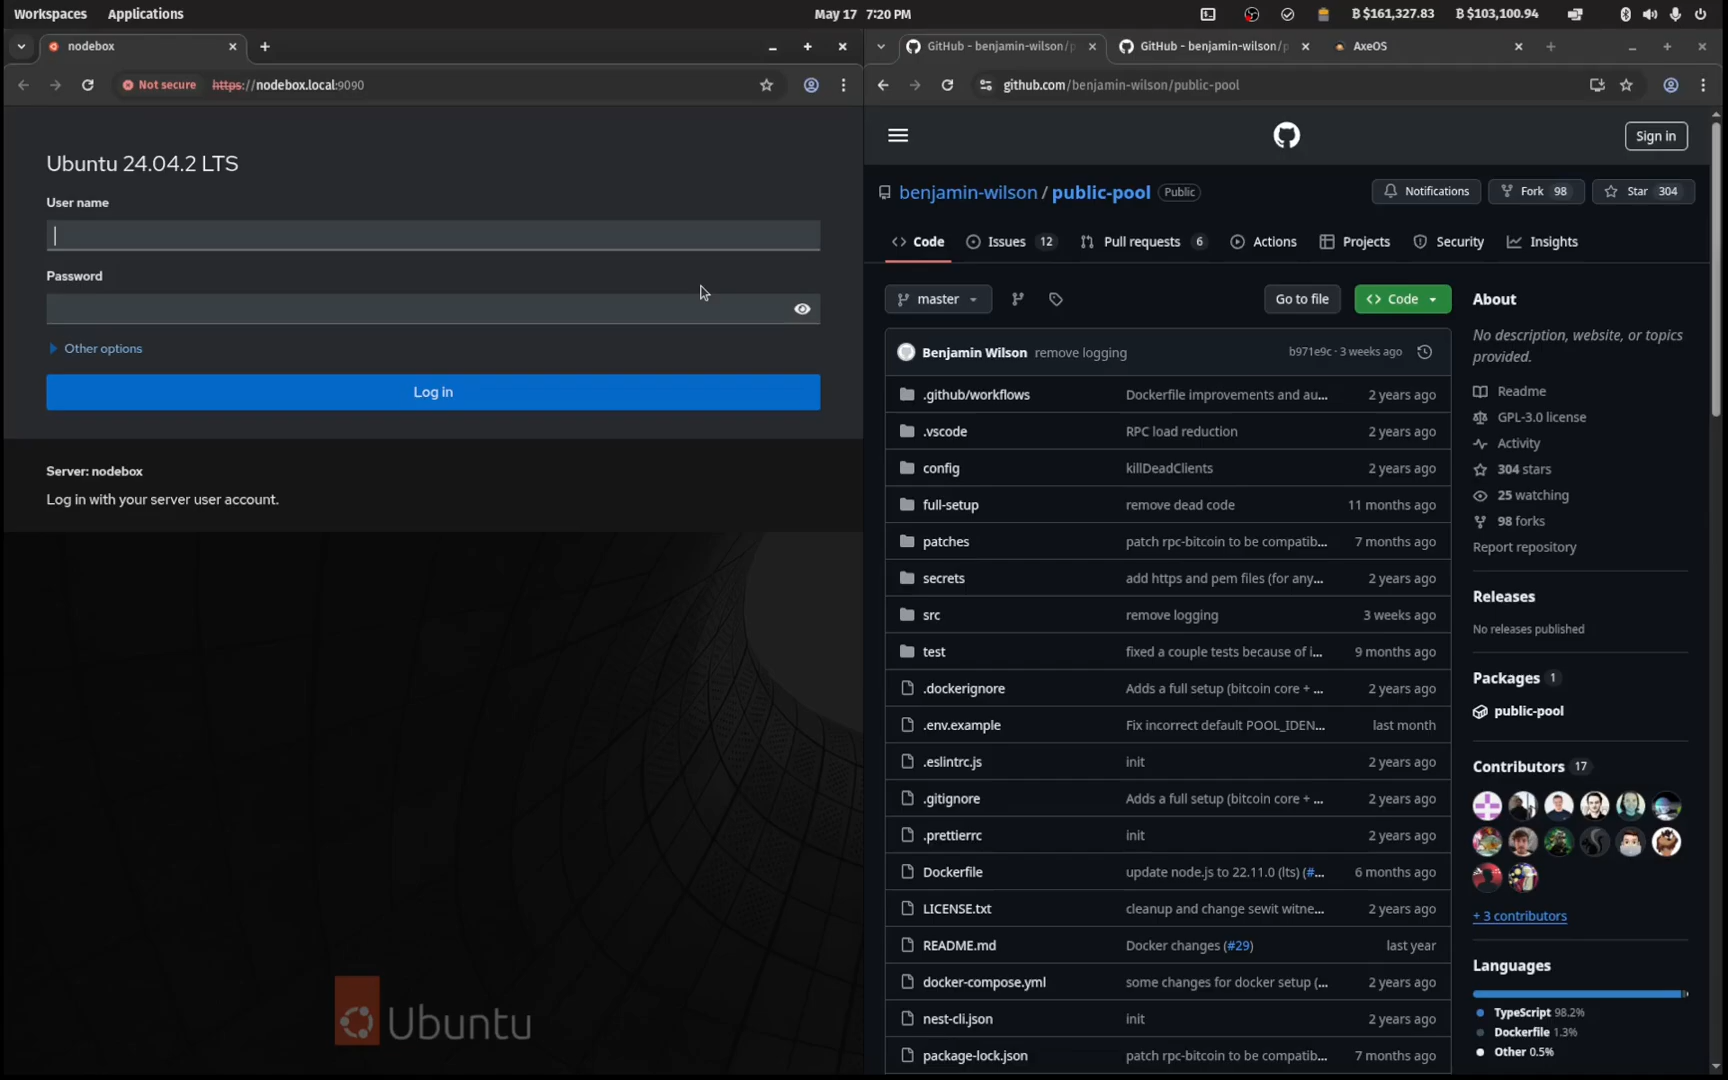 Workspaces Applications May 17 7:20 PM ₿ $161,327.83 ₿ $103,100.94
nodebox
Not secure https://nodebox.local:9090
Ubuntu 24.04.2 LTS
User name
Password
Other options
Log in
Server: nodebox
Log in with your server user account.
Ubuntu
GitHub - benjamin-wilson/p GitHub - benjamin-wilson/p AxeOS
github.com/benjamin-wilson/public-pool
Sign in
benjamin-wilson / public-pool Public Notifications Fork 98 Star 304
Code Issues 12 Pull requests 6 Actions Projects Security Insights
master Go to file Code
Benjamin Wilson remove logging b971e9c · 3 weeks ago
.github/workflows Dockerfile improvements and au... 2 years ago
.vscode RPC load reduction 2 years ago
config killDeadClients 2 years ago
full-setup remove dead code 11 months ago
patches patch rpc-bitcoin to be compatib... 7 months ago
secrets add https and pem files (for any... 2 years ago
src remove logging 3 weeks ago
test fixed a couple tests because of i... 9 months ago
.dockerignore Adds a full setup (bitcoin core + ... 2 years ago
.env.example Fix incorrect default POOL_IDEN... last month
.eslintrc.js init 2 years ago
.gitignore Adds a full setup (bitcoin core + ... 2 years ago
.prettierrc init 2 years ago
Dockerfile update node.js to 22.11.0 (lts) (#... 6 months ago
LICENSE.txt cleanup and change sewit witne... 2 years ago
README.md Docker changes (#29) last year
docker-compose.yml some changes for docker setup (... 2 years ago
nest-cli.json init 2 years ago
package-lock.json patch rpc-bitcoin to be compatib... 7 months ago
About
No description, website, or topics
provided.
Readme
GPL-3.0 license
Activity
304 stars
25 watching
98 forks
Report repository
Releases
No releases published
Packages 1
public-pool
Contributors 17
+ 3 contributors
Languages
TypeScript 98.2%
Dockerfile 1.3%
Other 0.5%